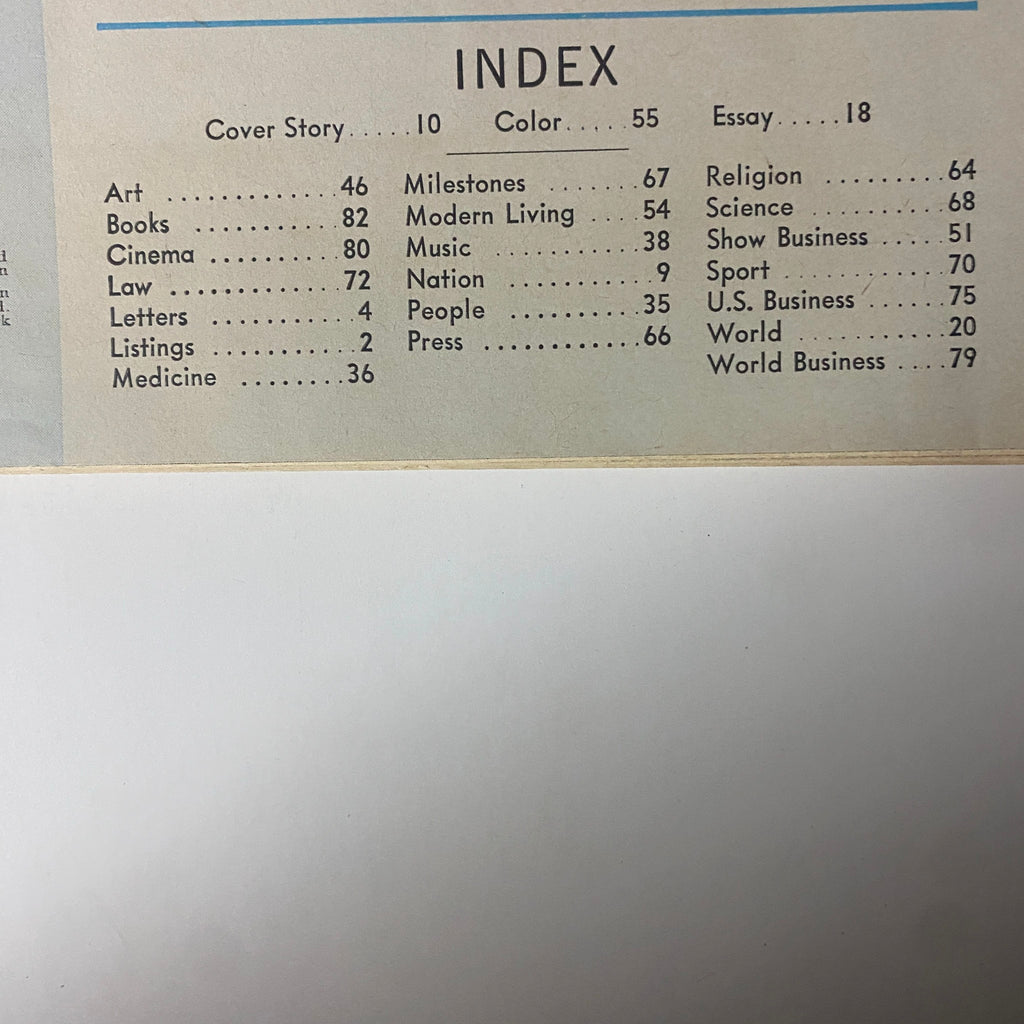 INDEX
Cover Story.....10 Color.....55 Essay.....18
Art .............46
Books ...........82
Cinema ..........80
Law .............72
Letters ...........4
Listings ...........2
Medicine ........36
Milestones .......67
Modern Living ....54
Music ...........38
Nation ...........9
People ...........35
Press ............66
Religion .........64
Science ..........68
Show Business .....51
Sport ............70
U.S. Business ......75
World ...........20
World Business ....79